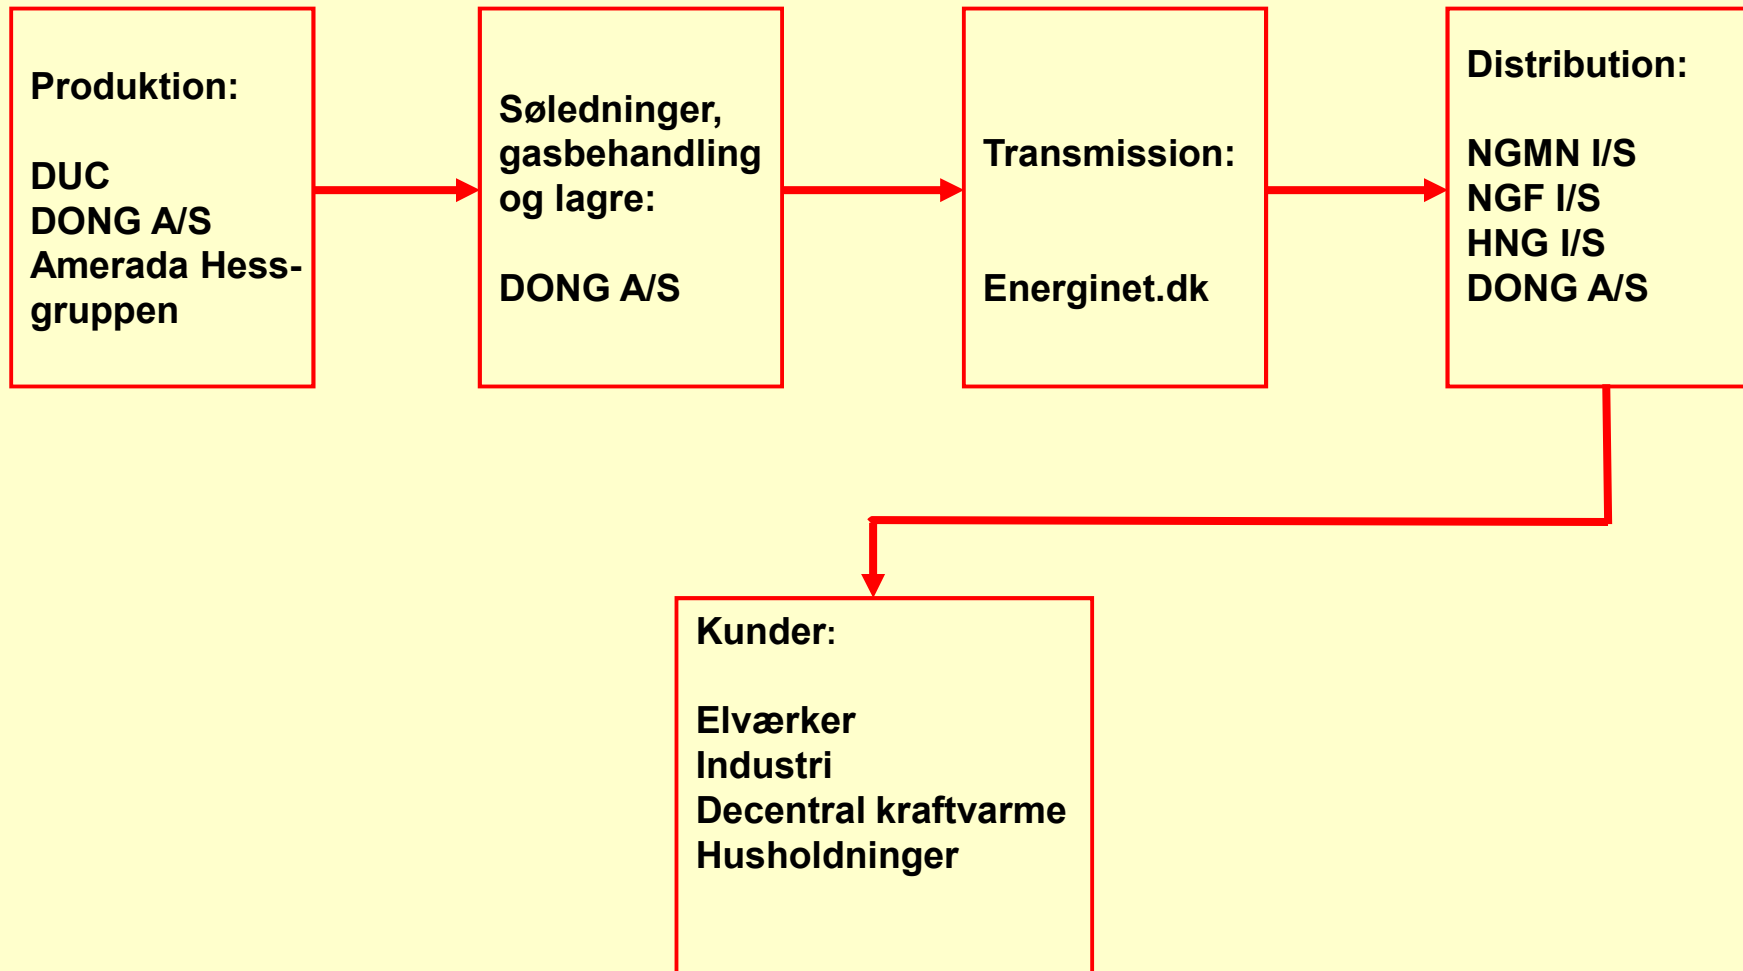 Produktion:
DUC
DONG A/S
Amerada Hess-
gruppen
Søledninger,
gasbehandling
og lagre:
DONG A/S
Transmission:
Energinet.dk
Distribution:
NGMN I/S
NGF I/S
HNG I/S
DONG A/S
Kunder:
Elværker
Industri
Decentral kraftvarme
Husholdninger